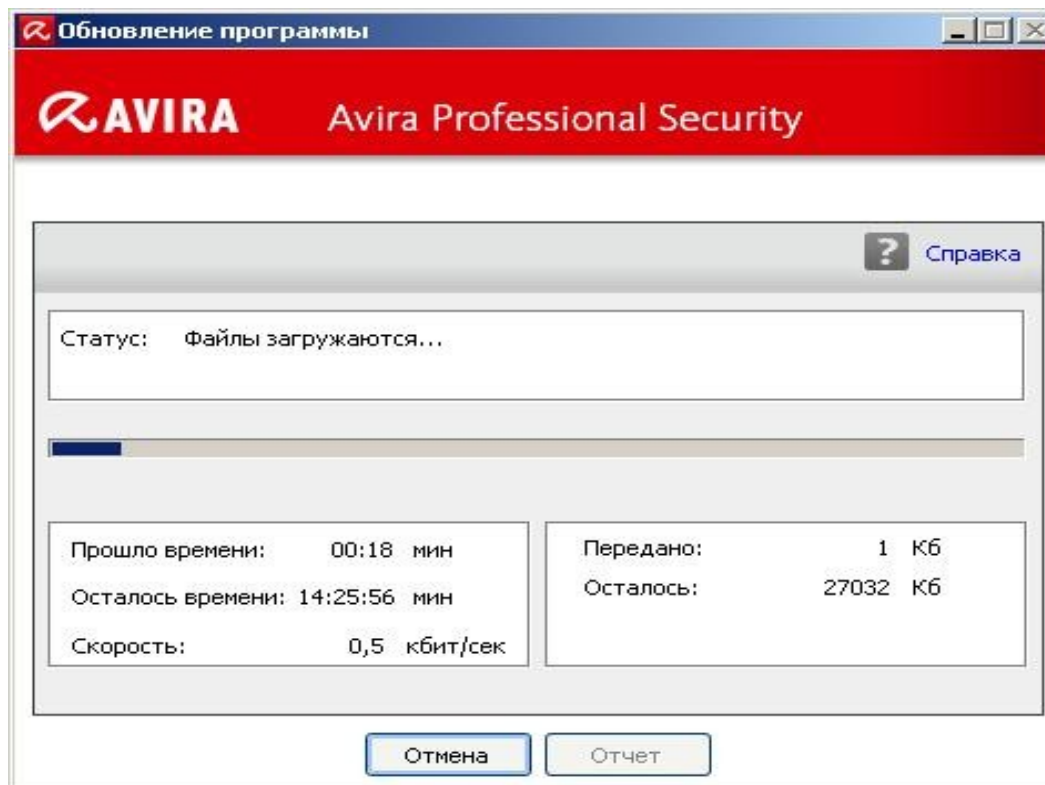 Обновление программы
AVIRA Avira Professional Security
? Справка
Статус: Файлы загружаются...
Прошло времени: 00:18 мин
Осталось времени: 14:25:56 мин
Скорость: 0,5 кбит/сек
Передано: 1 Кб
Осталось: 27032 Кб
Отмена
Отчет